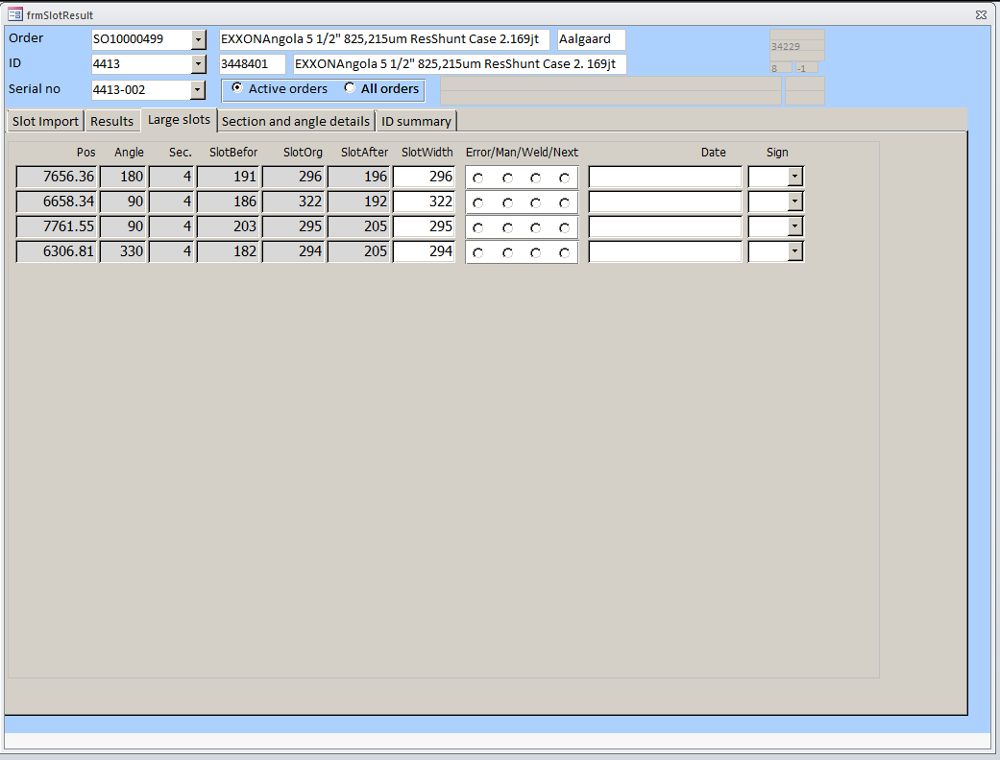 frmSlotResult
Order SO10000499 EXXONAngola 5 1/2" 825,215um ResShunt Case 2.169jt Aalgaard 34229
ID 4413 3448401 EXXONAngola 5 1/2" 825,215um ResShunt Case 2. 169jt 8 -1
Serial no 4413-002 Active orders All orders
Slot Import Results Large slots Section and angle details ID summary
Pos Angle Sec. SlotBefor SlotOrg SlotAfter SlotWidth Error/Man/Weld/Next Date Sign
7656.36 180 4 191 296 196 296
6658.34 90 4 186 322 192 322
7761.55 90 4 203 295 205 295
6306.81 330 4 182 294 205 294